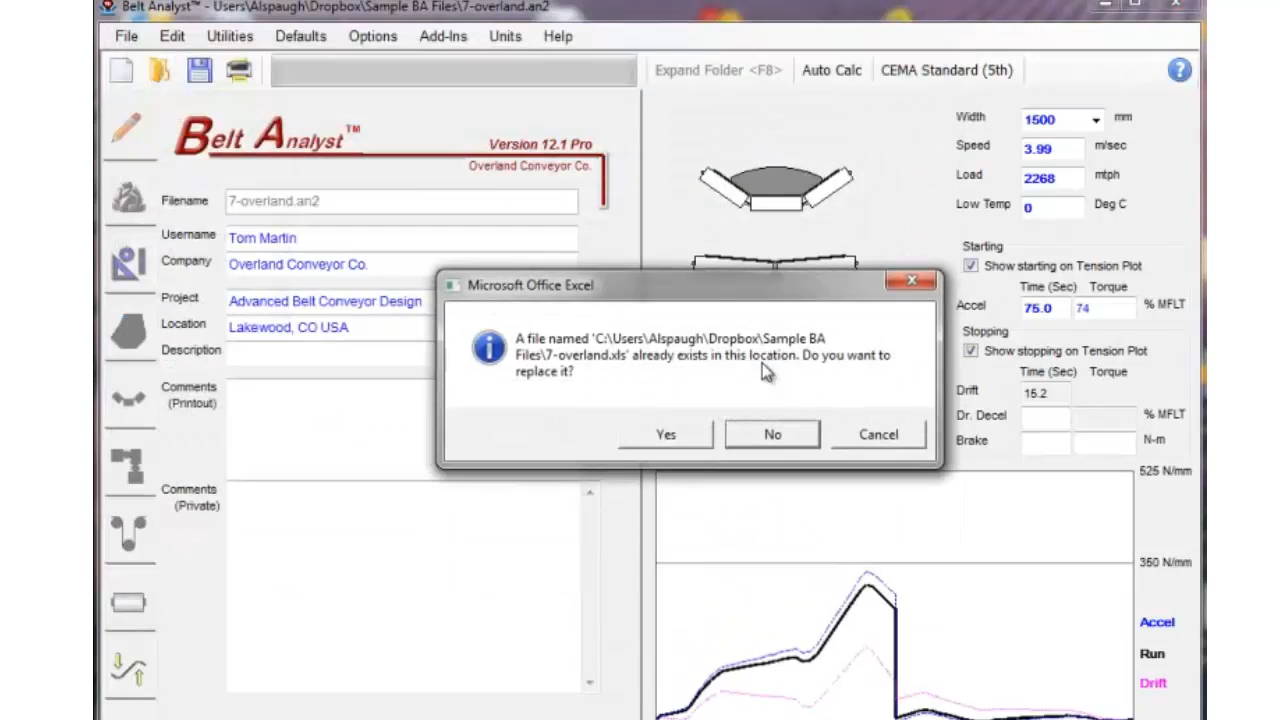 Belt Analyst™ - Users\Alspaugh\Dropbox\Sample BA Files\7-overland.an2
File Edit Utilities Defaults Options Add-Ins Units Help
Expand Folder <F8> Auto Calc CEMA Standard (5th)
Belt Analyst™
Version 12.1 Pro
Overland Conveyor Co.
Filename 7-overland.an2
Username Tom Martin
Company Overland Conveyor Co.
Project Advanced Belt Conveyor Design
Location Lakewood, CO USA
Description
Comments
(Printout)
Comments
(Private)
Width 1500 mm
Speed 3.99 m/sec
Load 2268 mtph
Low Temp 0 Deg C
Starting
Show starting on Tension Plot
Time (Sec) Torque
Accel 75.0 74 % MFLT
Stopping
Show stopping on Tension Plot
Time (Sec) Torque
Drift 15.2
Dr. Decel % MFLT
Brake N-m
Microsoft Office Excel
A file named 'C:\Users\Alspaugh\Dropbox\Sample BA
Files\7-overland.xls' already exists in this location. Do you want to
replace it?
Yes No Cancel
525 N/mm
350 N/mm
Accel
Run
Drift